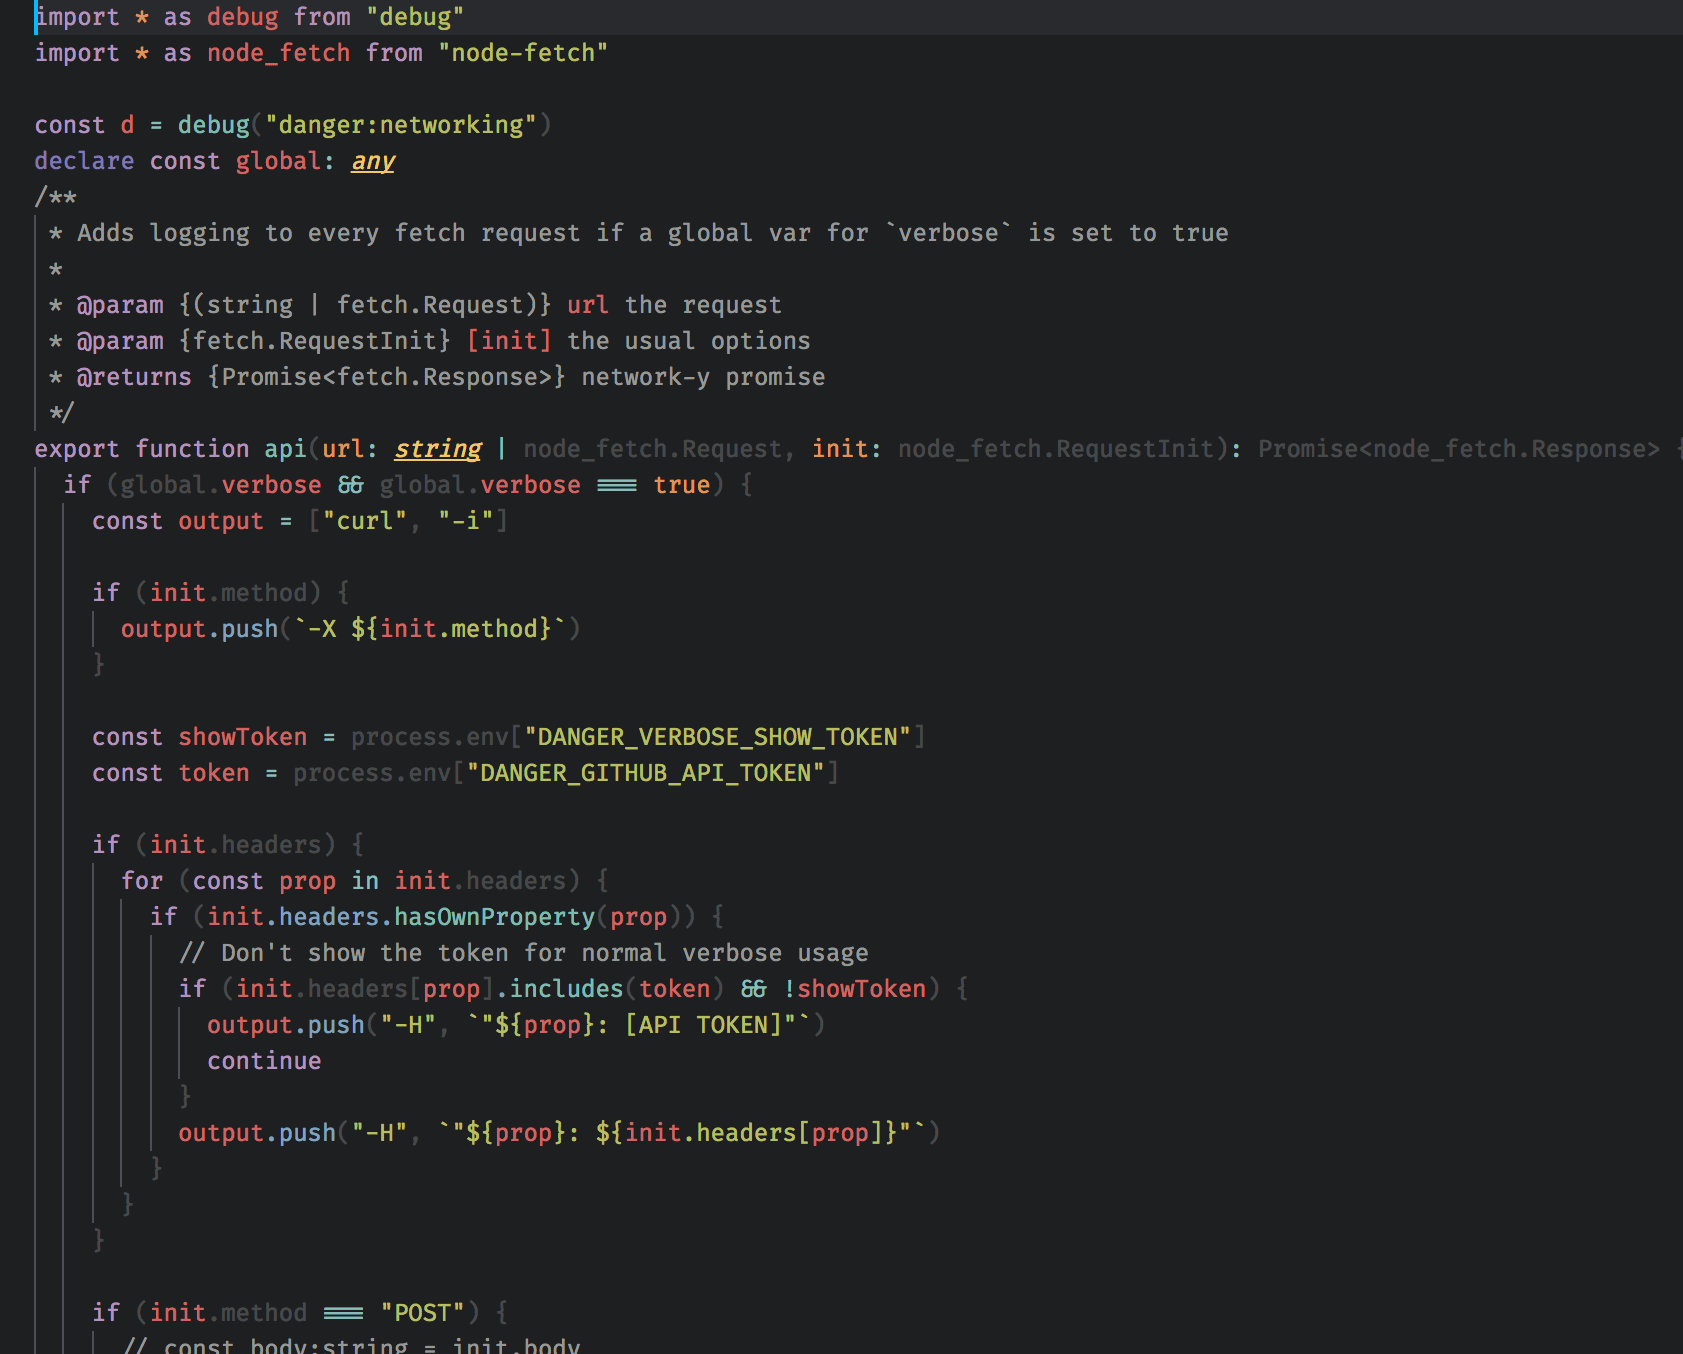 import * as debug from "debug"
import * as node_fetch from "node-fetch"

const d = debug("danger:networking")
declare const global: any
/**
 * Adds logging to every fetch request if a global var for `verbose` is set to true
 *
 * @param {(string | fetch.Request)} url the request
 * @param {fetch.RequestInit} [init] the usual options
 * @returns {Promise<fetch.Response>} network-y promise
 */
export function api(url: string | node_fetch.Request, init: node_fetch.RequestInit): Promise<node_fetch.Response> {
  if (global.verbose && global.verbose === true) {
    const output = ["curl", "-i"]

    if (init.method) {
      output.push(`-X ${init.method}`)
    }

    const showToken = process.env["DANGER_VERBOSE_SHOW_TOKEN"]
    const token = process.env["DANGER_GITHUB_API_TOKEN"]

    if (init.headers) {
      for (const prop in init.headers) {
        if (init.headers.hasOwnProperty(prop)) {
          // Don't show the token for normal verbose usage
          if (init.headers[prop].includes(token) && !showToken) {
            output.push("-H", `"${prop}: [API TOKEN]"`)
            continue
          }
          output.push("-H", `"${prop}: ${init.headers[prop]}"`)
        }
      }
    }

    if (init.method === "POST") {
      // const body:string = init.body